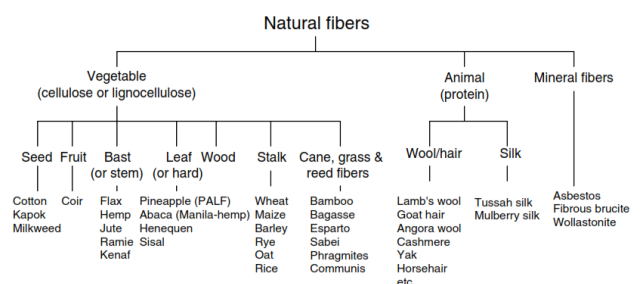 Natural fibers
Vegetable
(cellulose or lignocellulose)
Animal
(protein)
Mineral fibers
Seed
Fruit
Bast
(or stem)
Leaf
(or hard)
Wood
Stalk
Cane, grass &
reed fibers
Wool/hair
Silk
Cotton
Kapok
Milkweed
Coir
Flax
Hemp
Jute
Ramie
Kenaf
Pineapple (PALF)
Abaca (Manila-hemp)
Henequen
Sisal
Wheat
Maize
Barley
Rye
Oat
Rice
Bamboo
Bagasse
Esparto
Sabei
Phragmites
Communis
Lamb's wool
Goat hair
Angora wool
Cashmere
Yak
Horsehair
etc
Tussah silk
Mulberry silk
Asbestos
Fibrous brucite
Wollastonite